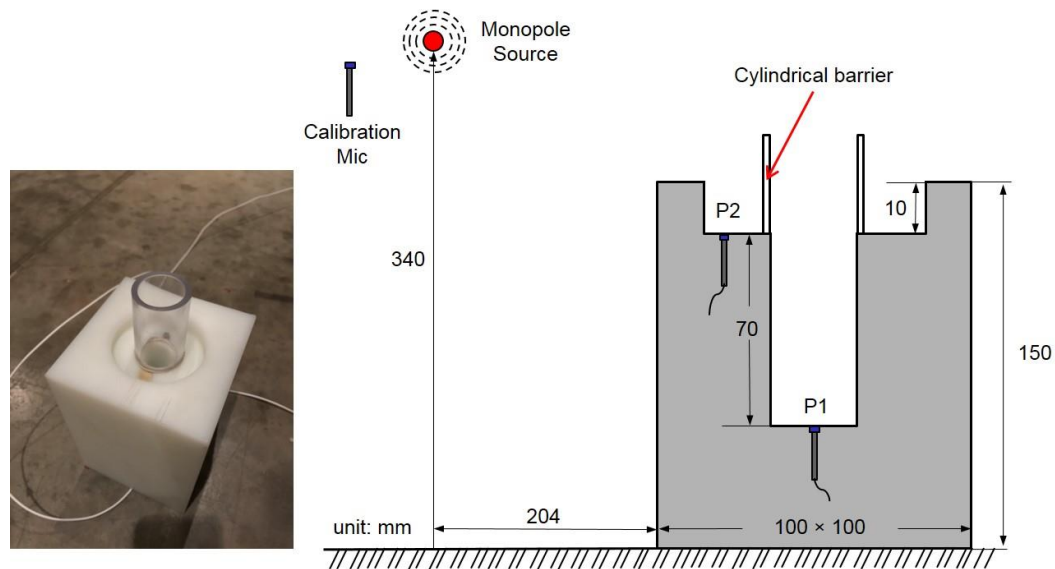 Monopole
Source
Cylindrical barrier
Calibration
Mic
P2
10
340
70
150
P1
204
unit: mm
100 × 100